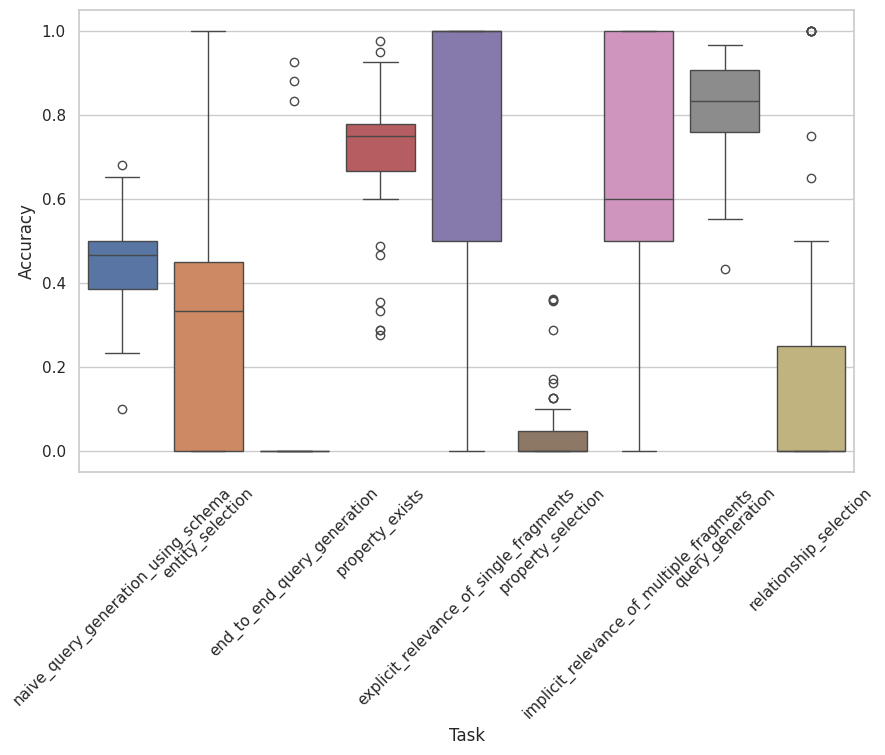 1.0
0.8
0.6
0.4
0.2
0.0
Accuracy
naive_query_generation_using_schema
entity_selection
end_to_end_query_generation
property_exists
explicit_relevance_of_single_fragments
property_selection
implicit_relevance_of_multiple_fragments
query_generation
relationship_selection
Task